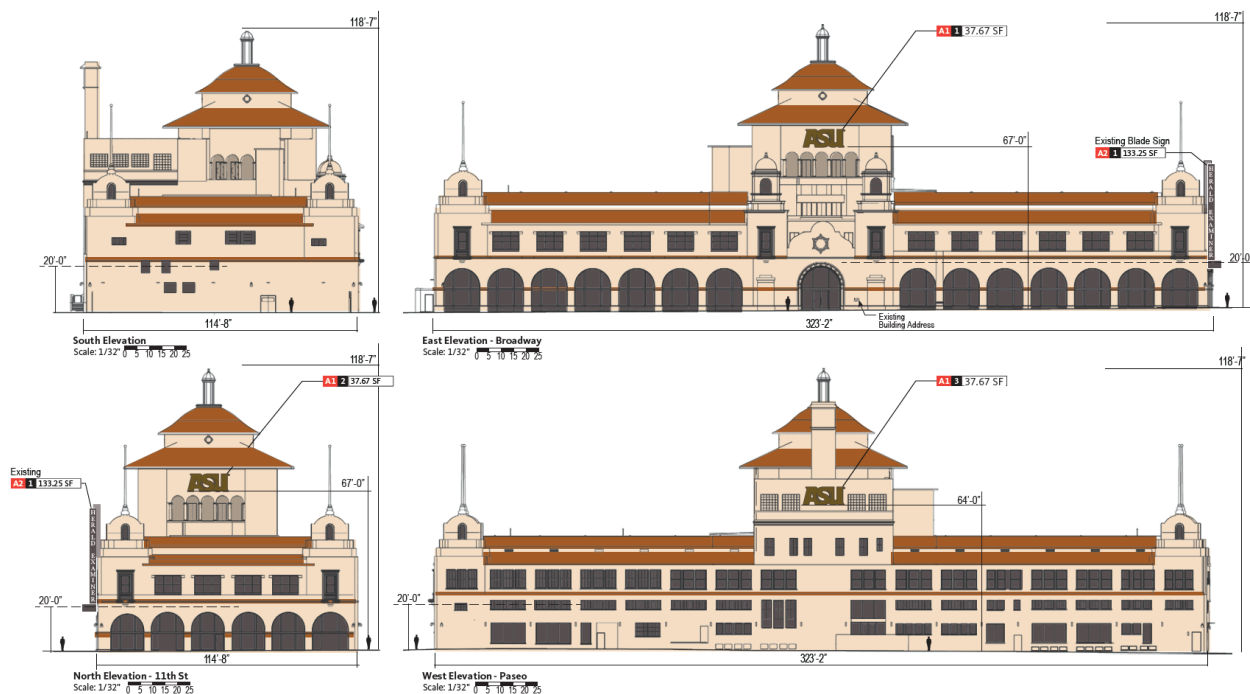 118'-7"
20'-0"
114'-8"
South Elevation
Scale: 1/32" 0 5 10 15 20 25
118'-7"
A1 1 37.67 SF
ASU
67'-0"
Existing Blade Sign
A2 1 133.25 SF
HERALD EXAMINER
20'-0
Existing
Building Address
323'-2"
East Elevation - Broadway
Scale: 1/32" 0 5 10 15 20 25
118'-7"
A1 2 37.67 SF
ASU
67'-0"
Existing
A2 1 133.25 SF
HERALD EXAMINER
20'-0"
114'-8"
North Elevation - 11th St
Scale: 1/32" 0 5 10 15 20 25
118'-7"
A1 3 37.67 SF
ASU
64'-0"
20'-0"
323'-2"
West Elevation - Paseo
Scale: 1/32" 0 5 10 15 20 25